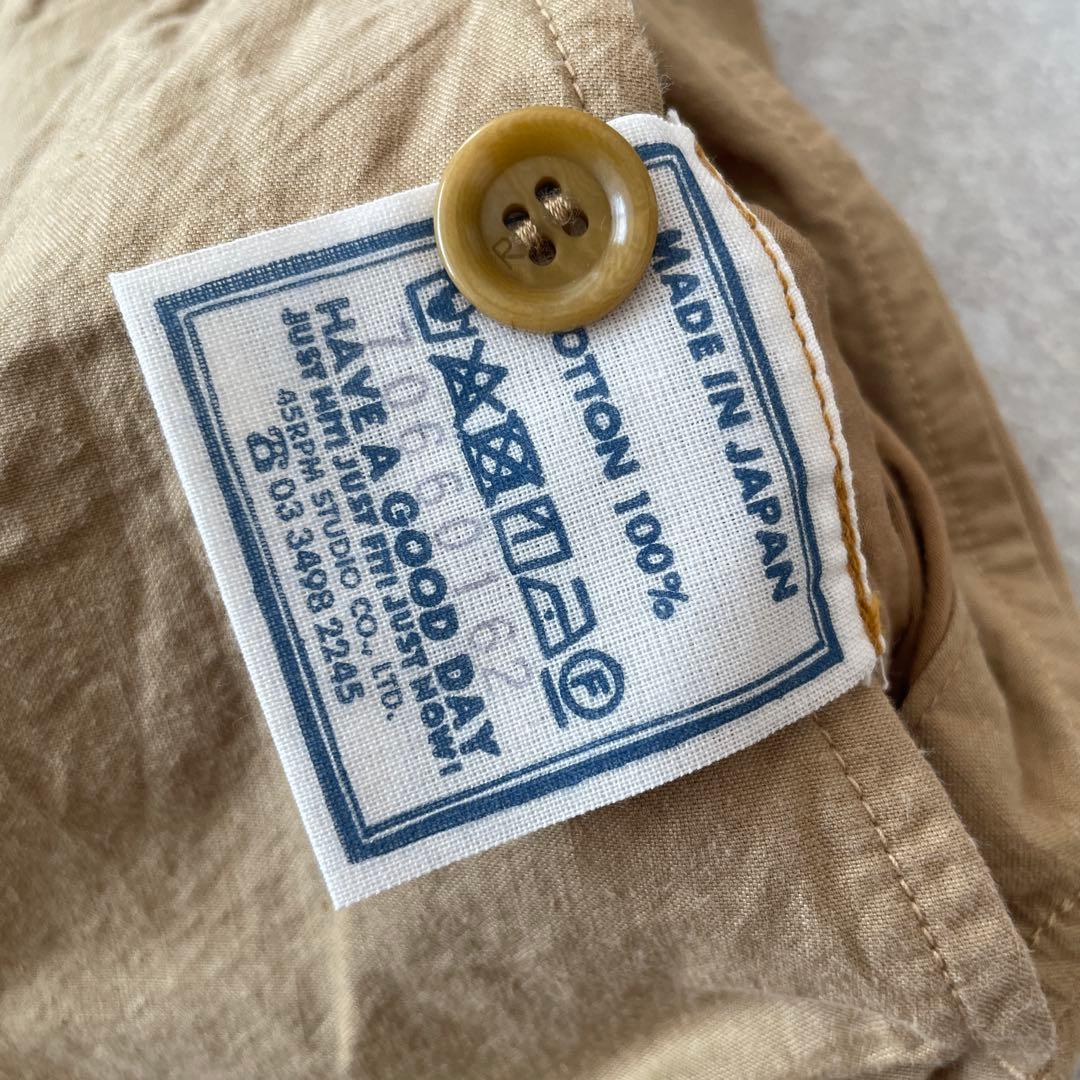 MADE IN JAPAN
COTTON 100%
F
HAVE A GOOD DAY
JUST HIT! JUST FIT! JUST NOW!
45RPM STUDIO CO., LTD.
☎ 03 3498 2245
R